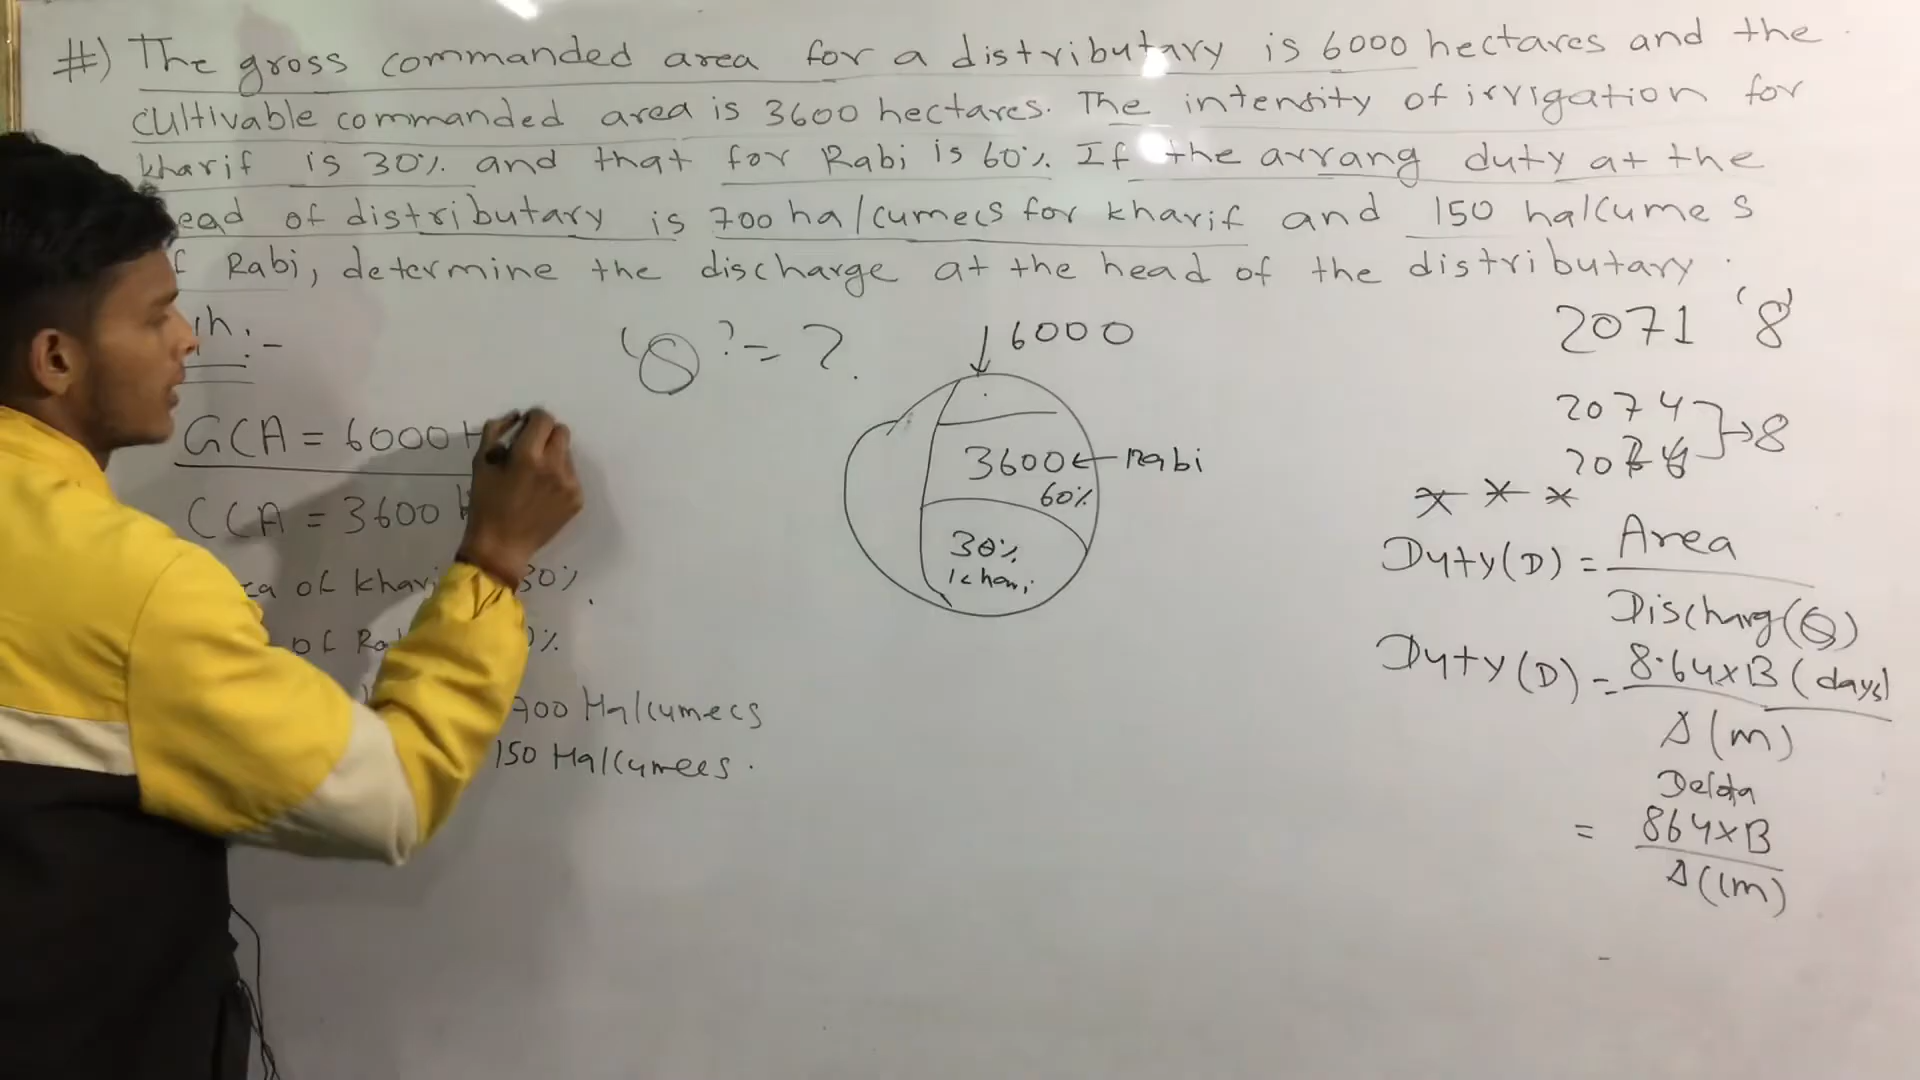 #) The gross commanded area for a distributary is 6000 hectares and the
cultivable commanded area is 3600 hectares. The intensity of irrigation for
kharif is 30% and that for Rabi is 60%. If the arrang duty at the
ead of distributary is 700 ha/cumecs for kharif and 150 ha/cume s
f Rabi, determine the discharge at the head of the distributary.
'Q' = ?
GCA = 6000 H
CCA = 3600
of khari 30%.
of Ra %
700 Ha/cumecs
150 Ha/cumecs.
6000
3600 ← Rabi
60%
30%
2071 '8'
2074
→ 8
* * *
Duty (D) = Area
Discharg (Q)
Duty (D) = 8.64 x B (days)
Δ (m)
Delta
= 864 x B
Δ (cm)